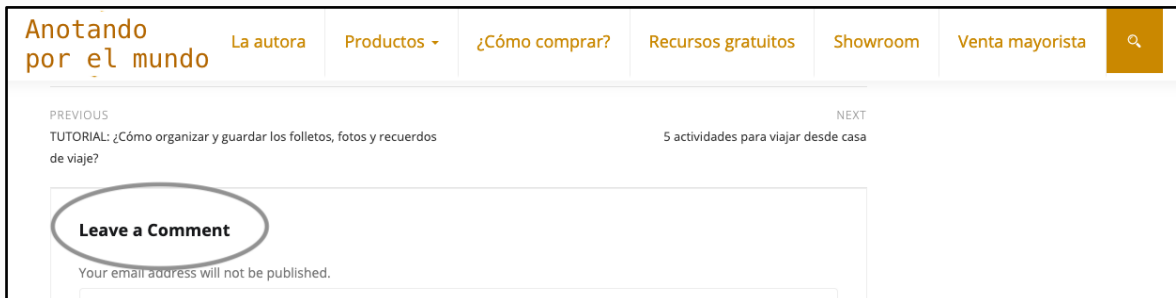 Anotando
por el mundo
La autora
Productos
¿Cómo comprar?
Recursos gratuitos
Showroom
Venta mayorista
PREVIOUS
TUTORIAL: ¿Cómo organizar y guardar los folletos, fotos y recuerdos
de viaje?
NEXT
5 actividades para viajar desde casa
Leave a Comment
Your email address will not be published.